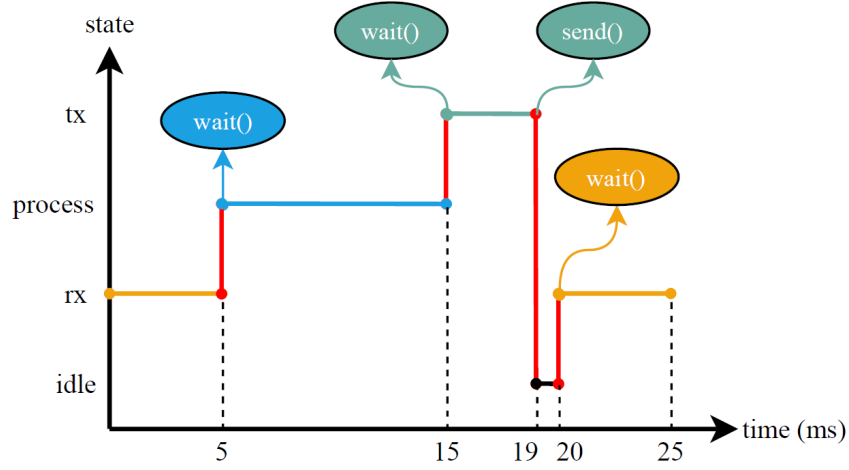 state
wait()
send()
tx
wait()
process
wait()
rx
idle
time (ms)
5
15
19
20
25